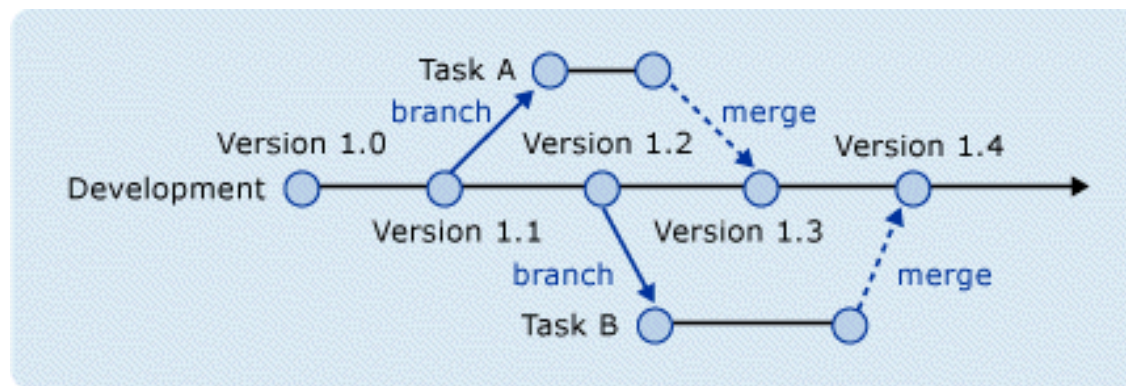 Task A
branch
merge
Version 1.0
Version 1.2
Version 1.4
Development
Version 1.1
Version 1.3
branch
merge
Task B